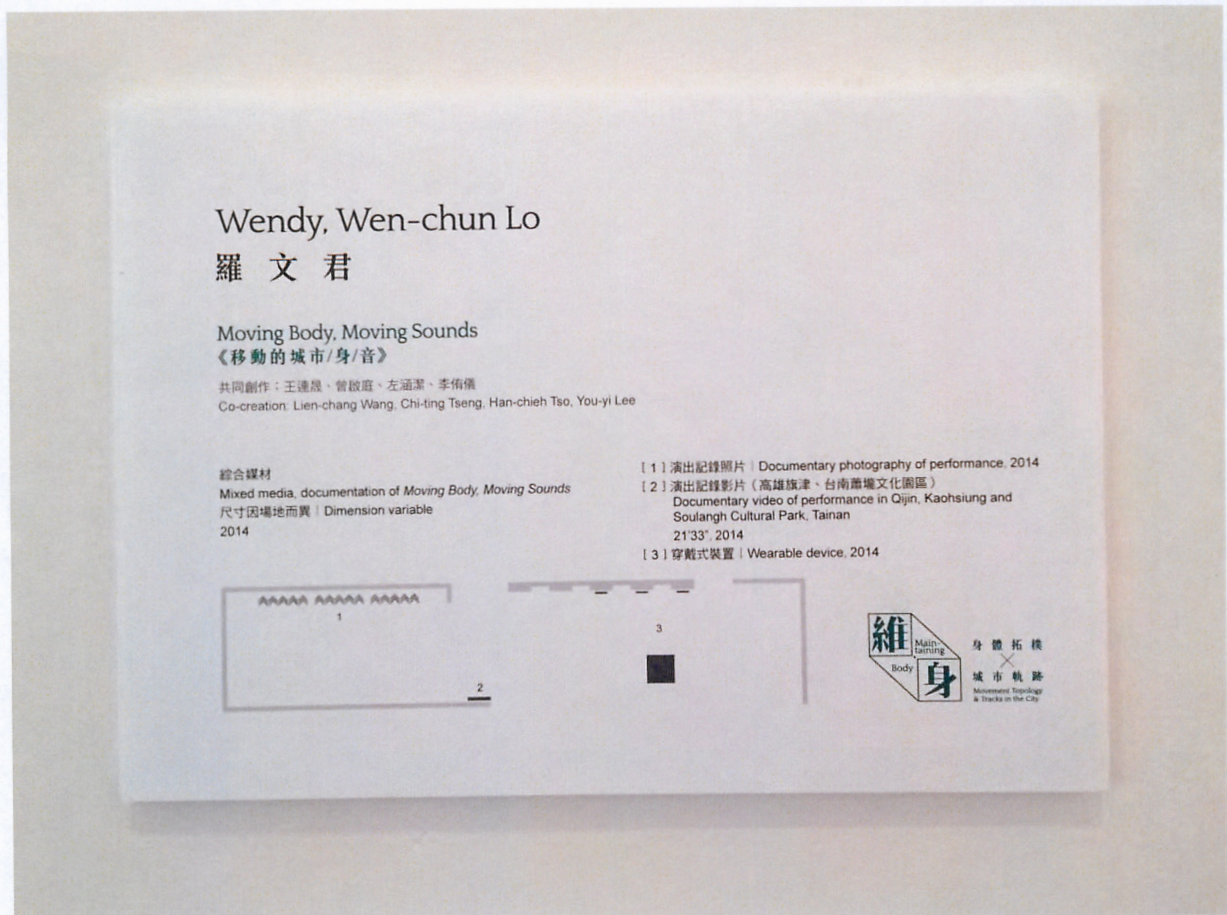 Wendy, Wen-chun Lo
羅文君
Moving Body, Moving Sounds
《移動的城市/身/音》
共同創作：王連晟、曾啟庭、左涵潔、李侑儀
Co-creation: Lien-chang Wang, Chi-ting Tseng, Han-chieh Tso, You-yi Lee
綜合媒材
Mixed media, documentation of Moving Body, Moving Sounds
尺寸因場地而異｜Dimension variable
2014
［1］演出記錄照片｜Documentary photography of performance, 2014
［2］演出記錄影片（高雄旗津、台南蕭壠文化園區）
Documentary video of performance in Qijin, Kaohsiung and
Soulangh Cultural Park, Tainan
21'33", 2014
［3］穿戴式裝置｜Wearable device, 2014
1
2
3
維
Main-
taining
Body
身
身體拓樸
×
城市軌跡
Movement Topology
& Tracks in the City